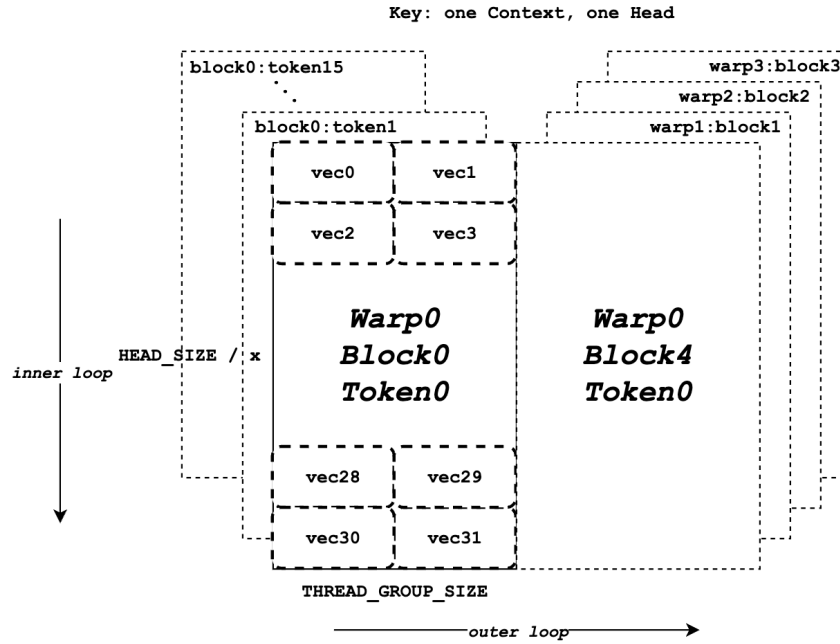 Key: one Context, one Head
block0:token15
warp3:block3
warp2:block2
block0:token1
warp1:block1
vec0
vec1
vec2
vec3
Warp0
Block0
Token0
Warp0
Block4
Token0
HEAD_SIZE / x
inner loop
vec28
vec29
vec30
vec31
THREAD_GROUP_SIZE
outer loop